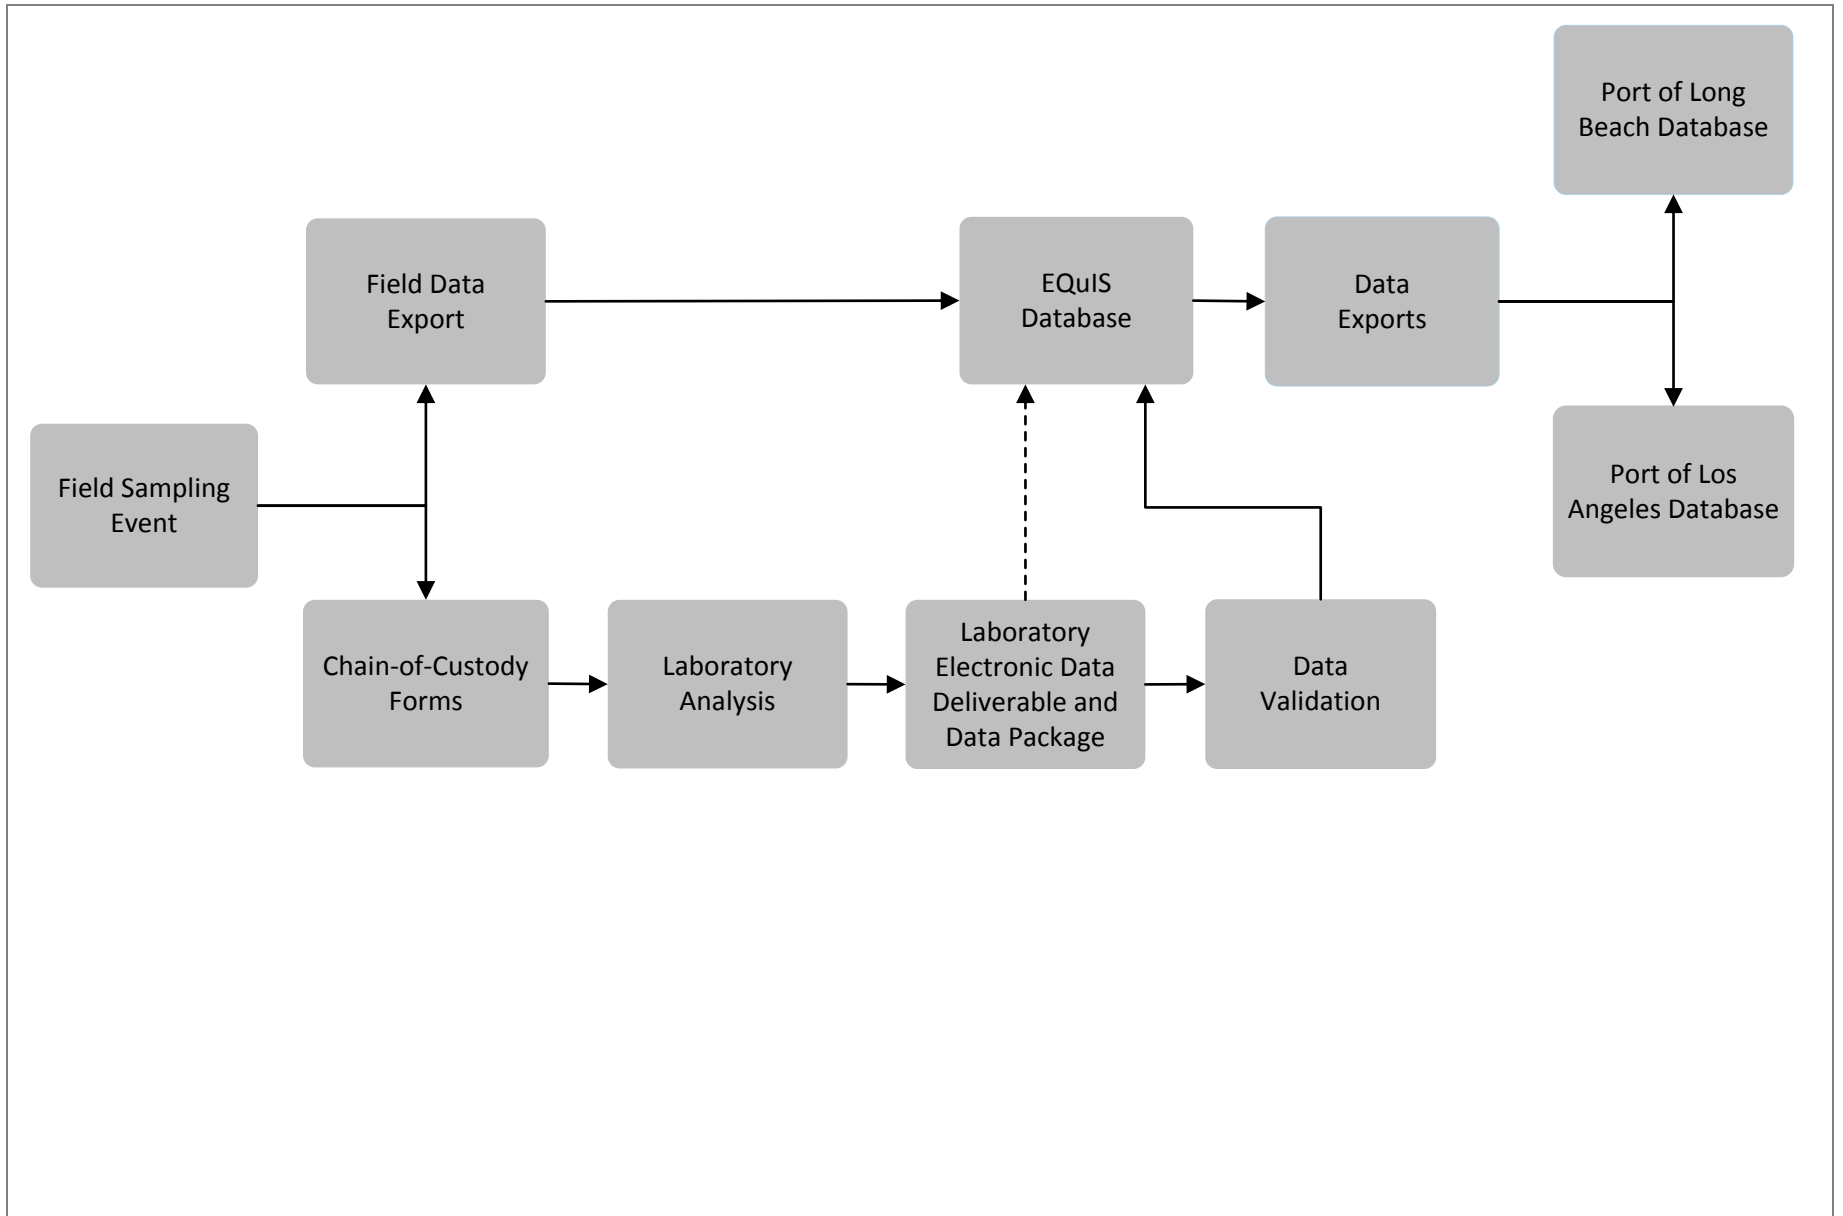 Port of Long
Beach Database
Field Data
Export
EQuIS
Database
Data
Exports
Field Sampling
Event
Port of Los
Angeles Database
Chain-of-Custody
Forms
Laboratory
Analysis
Laboratory
Electronic Data
Deliverable and
Data Package
Data
Validation